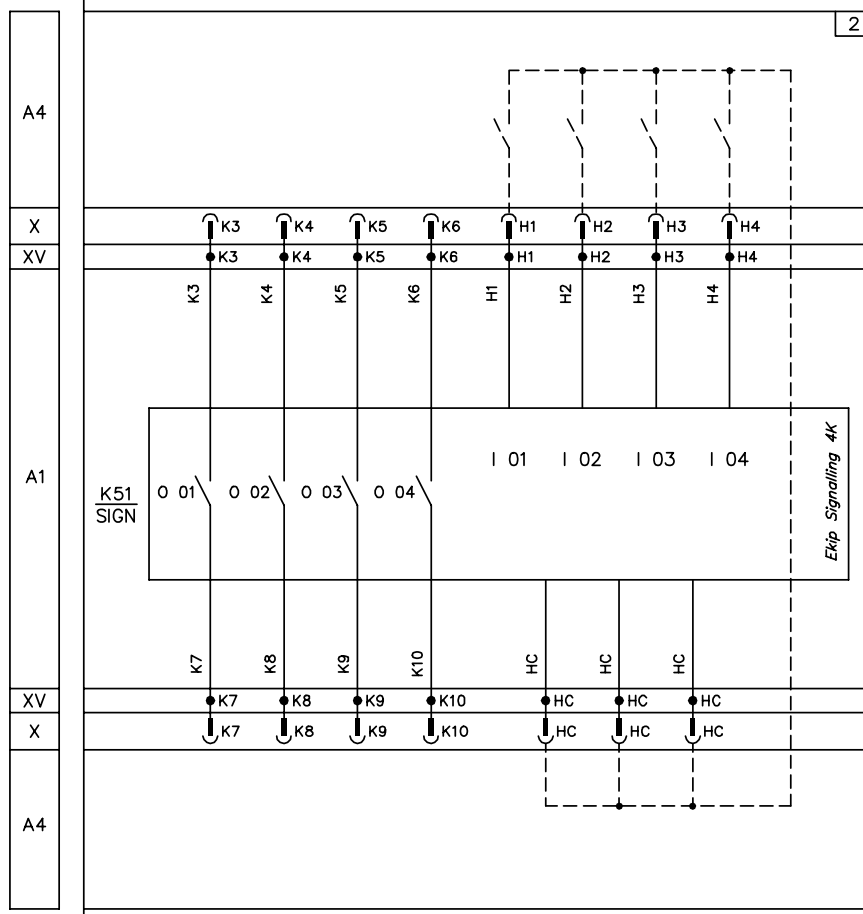 2
A4
X
K3 K4 K5 K6 H1 H2 H3 H4
XV
K3 K4 K5 K6 H1 H2 H3 H4
K3 K4 K5 K6 H1 H2 H3 H4
A1
K51
SIGN
O 01 O 02 O 03 O 04
I 01 I 02 I 03 I 04
Ekip Signalling 4K
K7 K8 K9 K10 HC HC HC
XV
K7 K8 K9 K10 HC HC HC
X
K7 K8 K9 K10 HC HC HC
A4